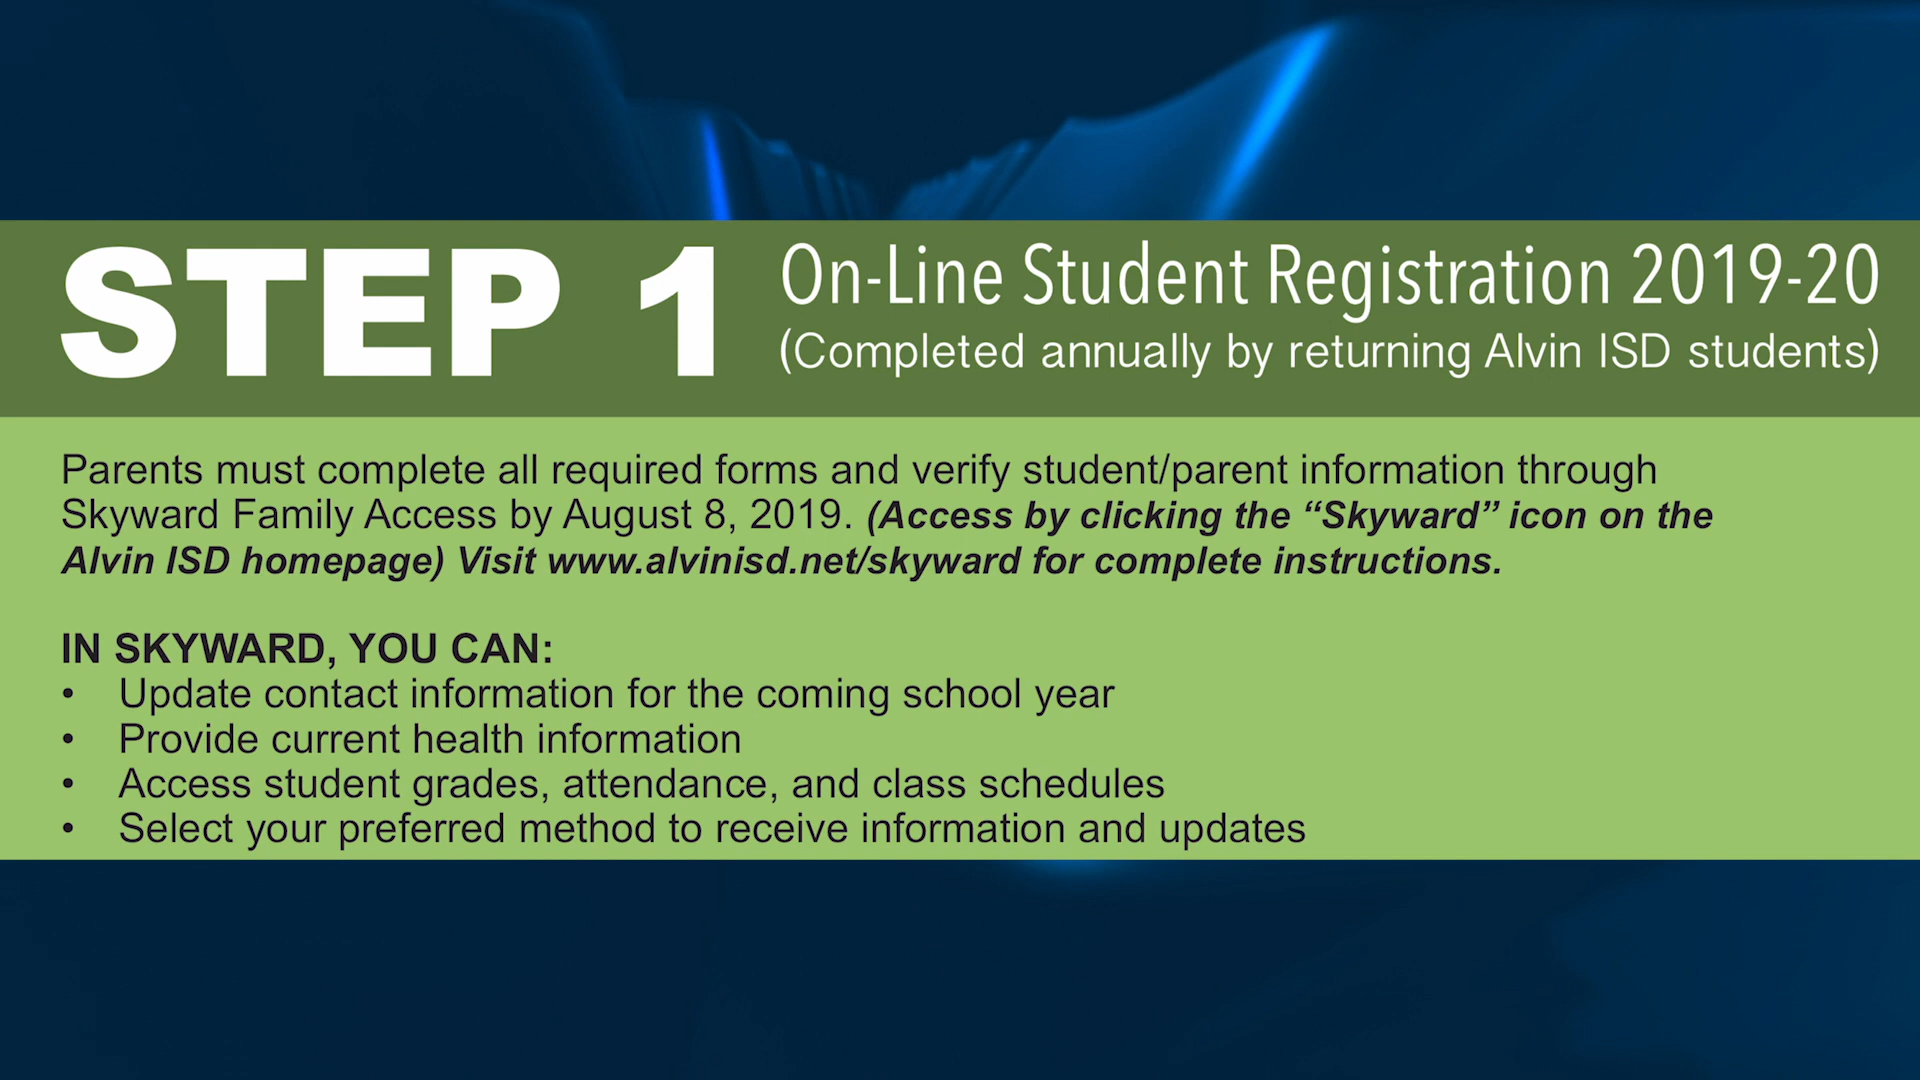 STEP 1
On-Line Student Registration 2019-20
(Completed annually by returning Alvin ISD students)
Parents must complete all required forms and verify student/parent information through
Skyward Family Access by August 8, 2019. (Access by clicking the “Skyward” icon on the
Alvin ISD homepage) Visit www.alvinisd.net/skyward for complete instructions.
IN SKYWARD, YOU CAN:
• Update contact information for the coming school year
• Provide current health information
• Access student grades, attendance, and class schedules
• Select your preferred method to receive information and updates